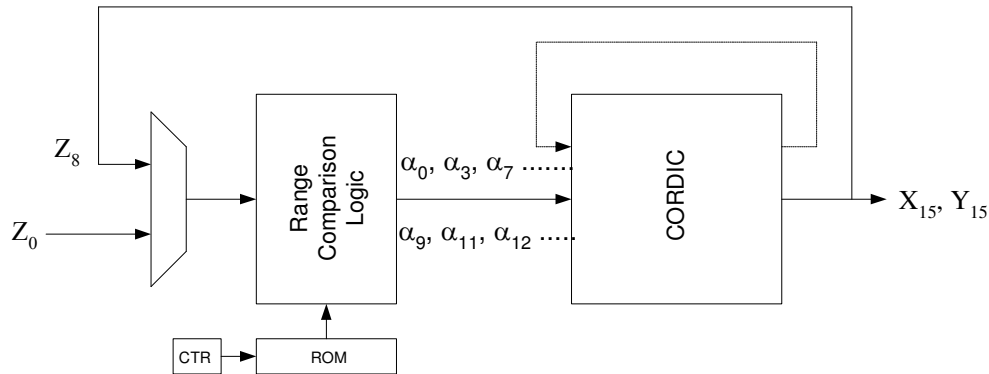 Z₈
Z₀
Range Comparison Logic
α₀, α₃, α₇ .......
α₉, α₁₁, α₁₂ .....
CORDIC
X₁₅, Y₁₅
CTR
ROM